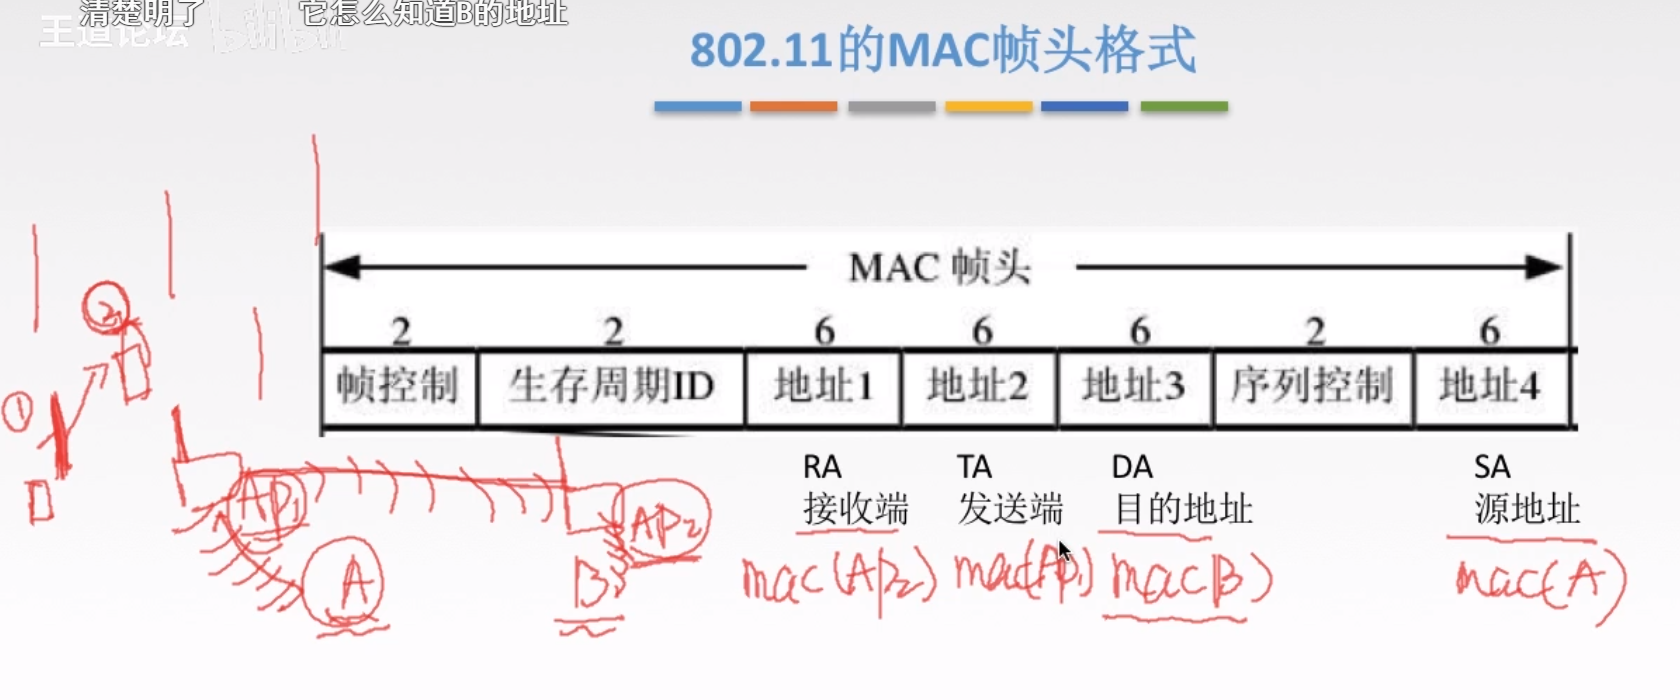 清楚明了 它怎么知道B的地址
王道论坛 bilibili
802.11的MAC帧头格式
MAC 帧头
2 2 6 6 6 2 6
帧控制 生存周期ID 地址1 地址2 地址3 序列控制 地址4
RA TA DA SA
接收端 发送端 目的地址 源地址
mac(AP2) mac(AP1) mac(B) mac(A)
②
①
AP1 AP2
A B